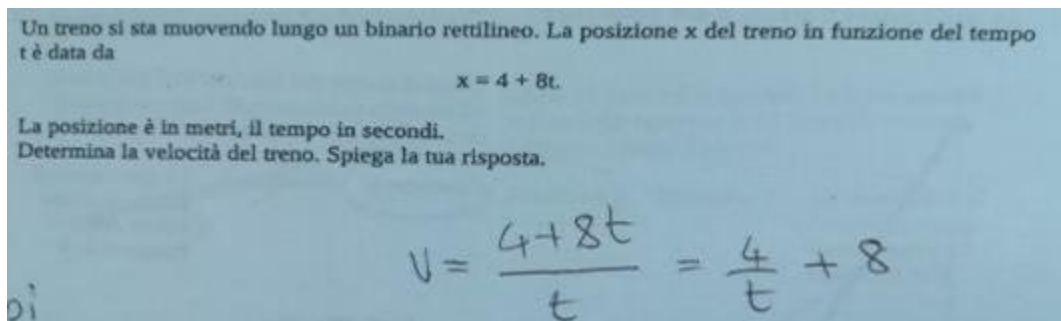 Un treno si sta muovendo lungo un binario rettilineo. La posizione x del treno in funzione del tempo
t è data da
x = 4 + 8t.
La posizione è in metri, il tempo in secondi.
Determina la velocità del treno. Spiega la tua risposta.
V = \frac{4+8t}{t} = \frac{4}{t} + 8